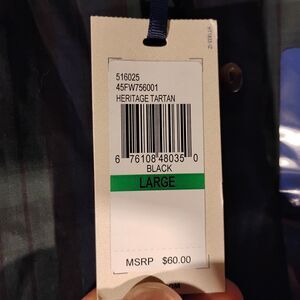 516025
45FW756001
HERITAGE TARTAN
6 76108 48035 0
BLACK
LARGE
MSRP $60.00